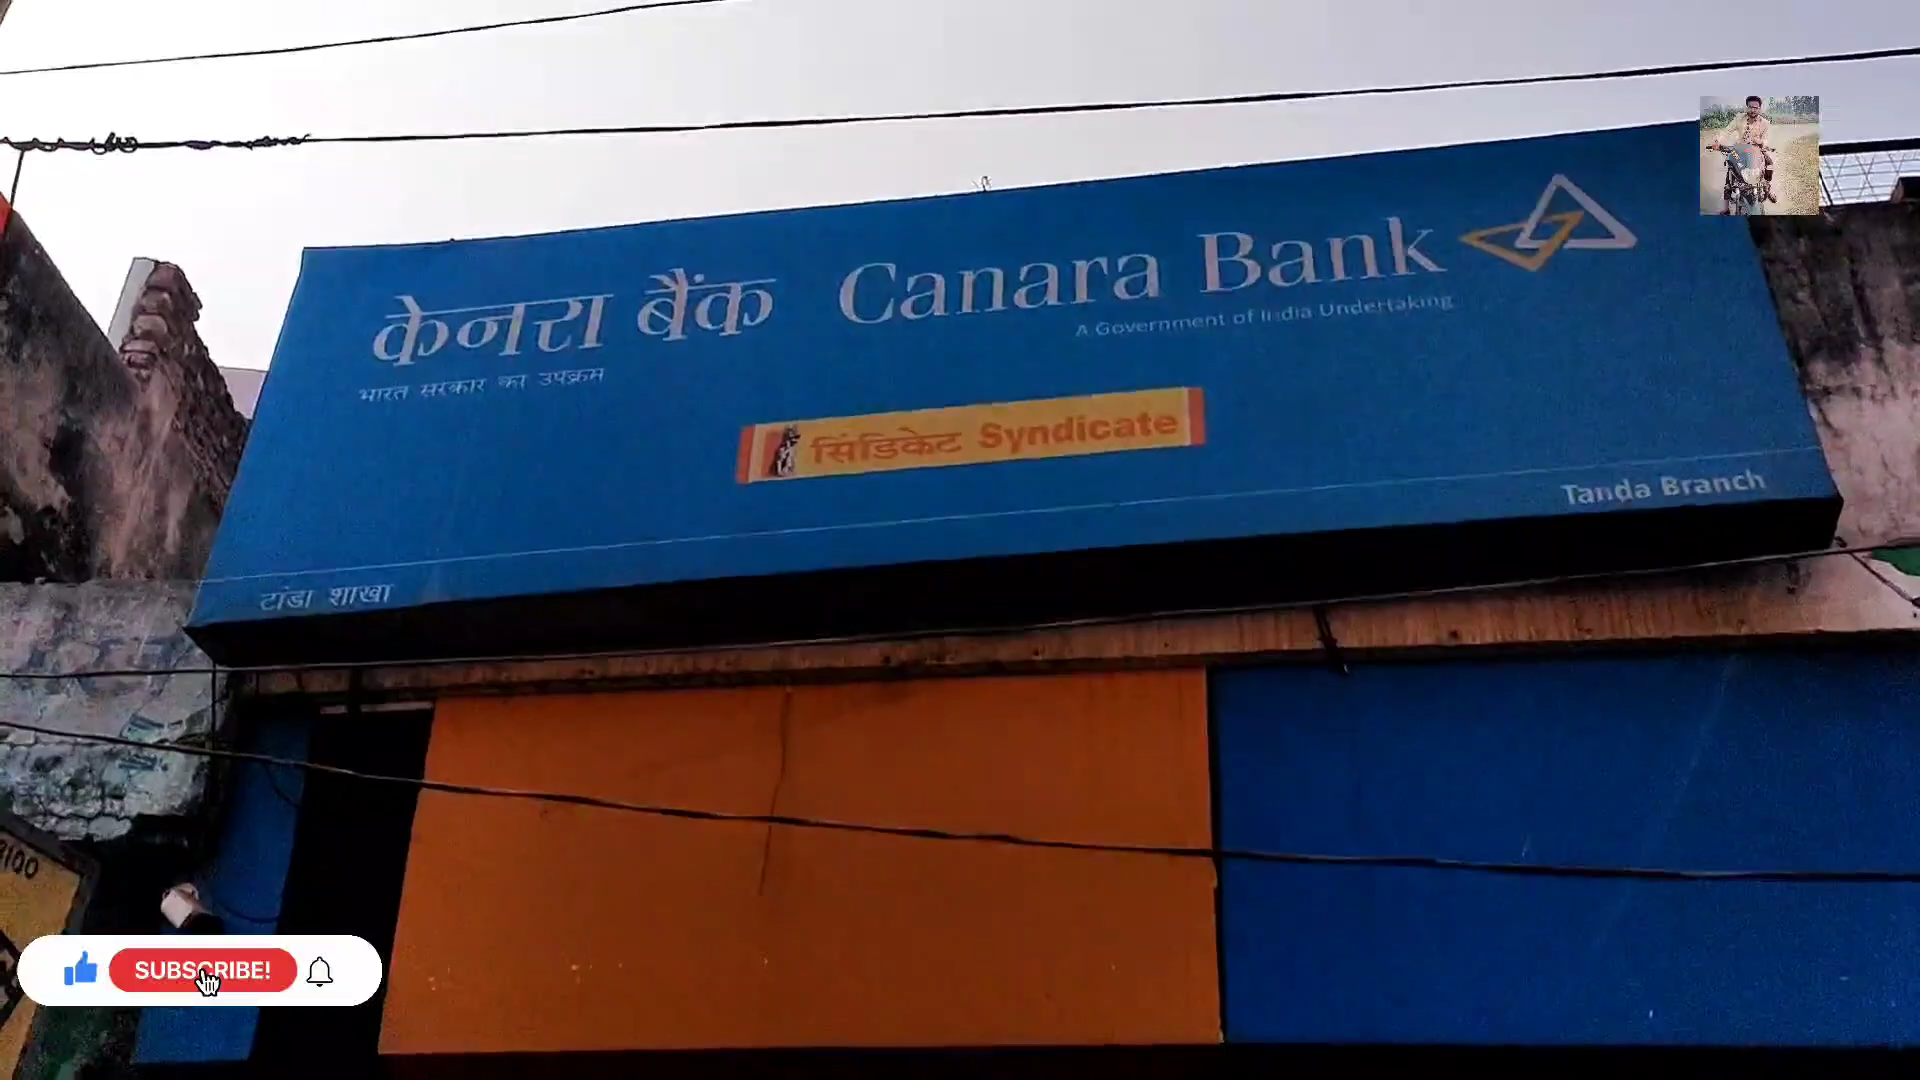 केनरा बैंक Canara Bank
भारत सरकार का उपक्रम A Government of India Undertaking
सिंडिकेट Syndicate
टांडा शाखा Tanda Branch
SUBSCRIBE!